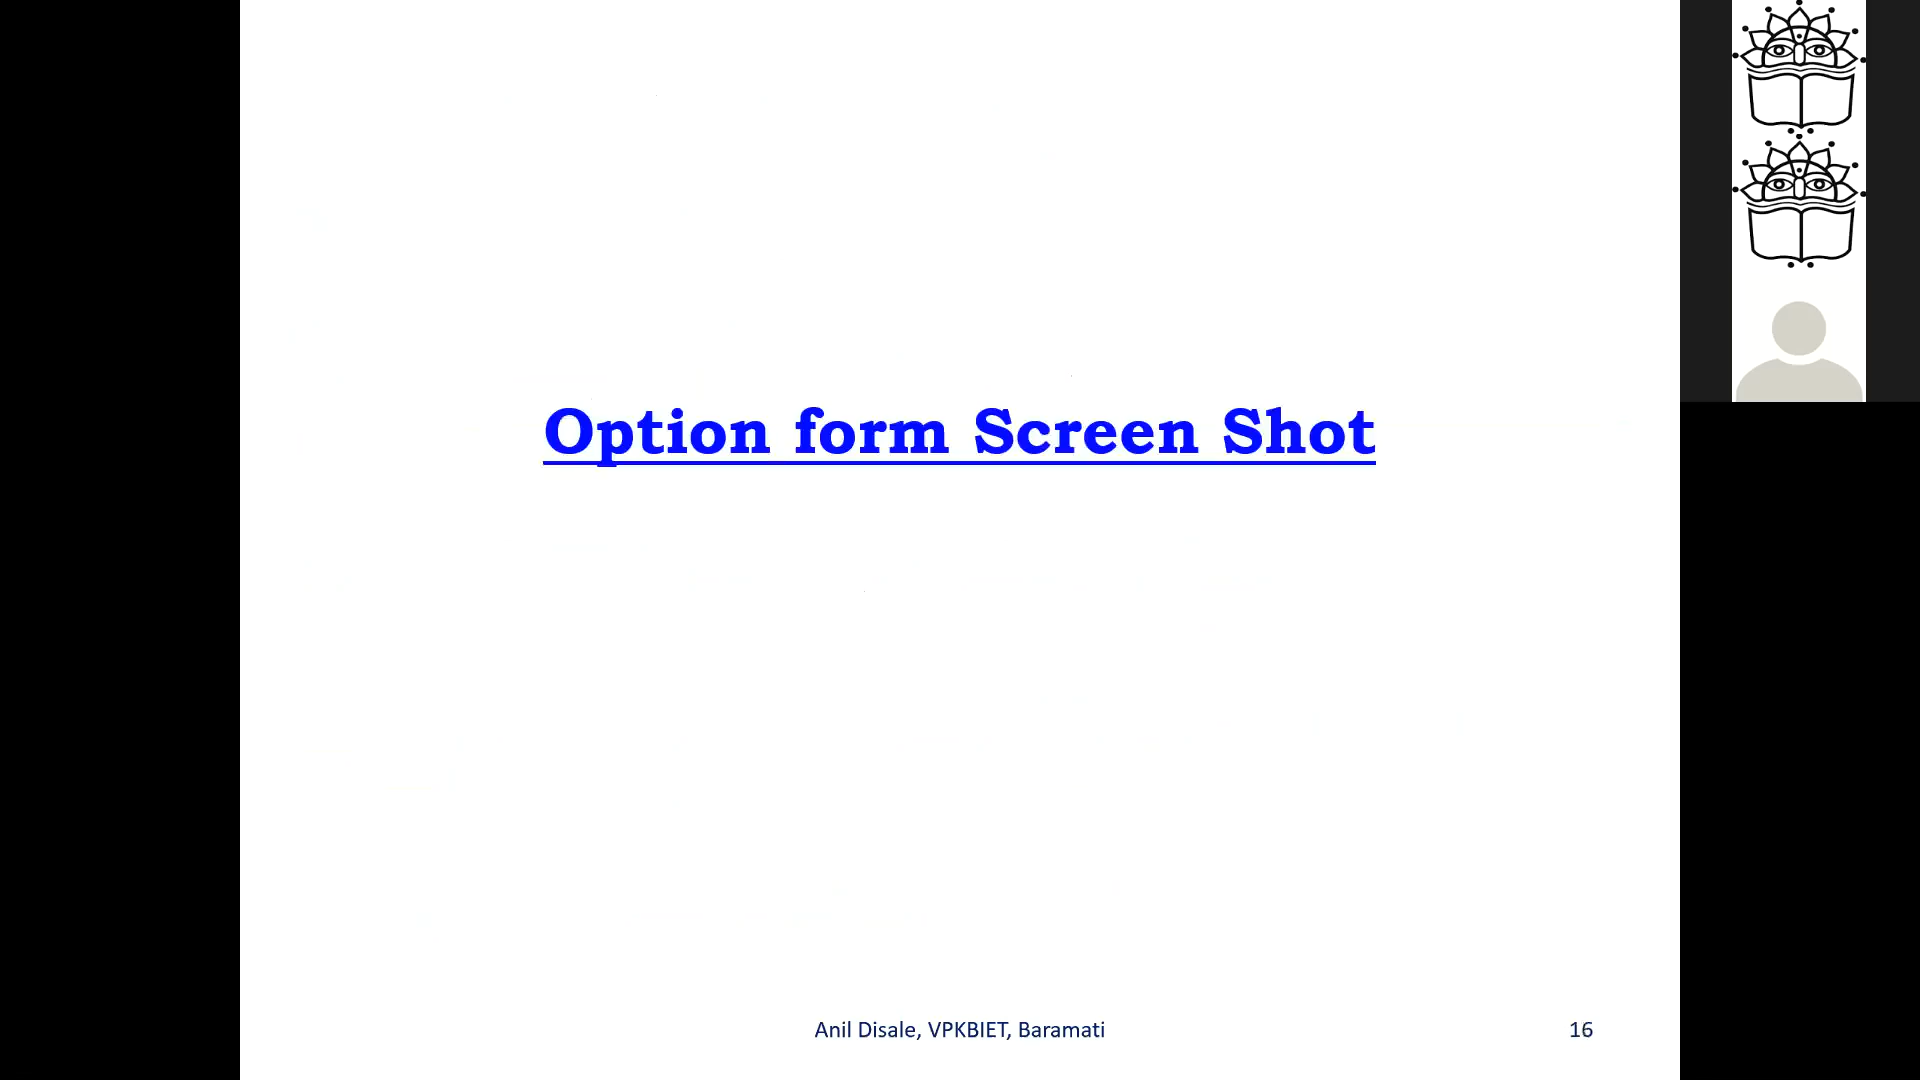 Option form Screen Shot
Anil Disale, VPKBIET, Baramati
16